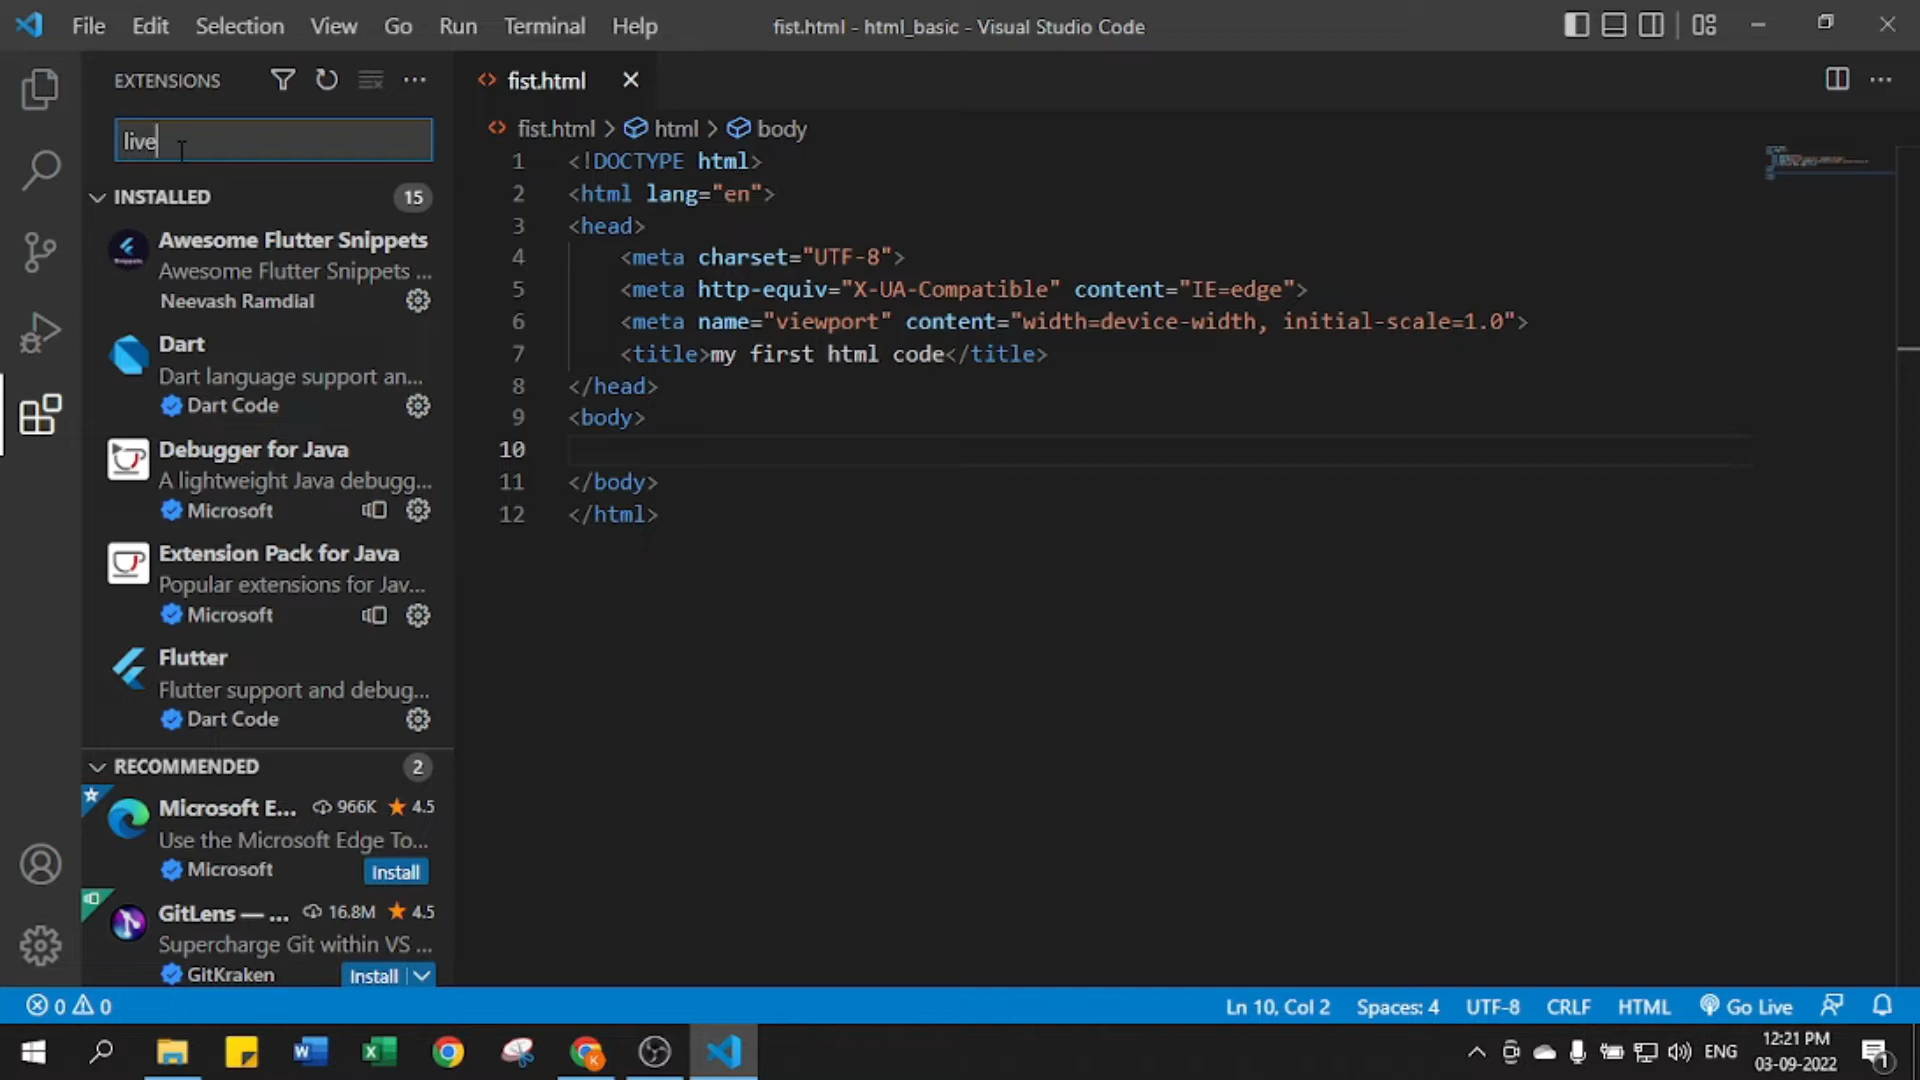 File Edit Selection View Go Run Terminal Help
fist.html - html_basic - Visual Studio Code
EXTENSIONS
live
INSTALLED 15
Awesome Flutter Snippets
Awesome Flutter Snippets ...
Neevash Ramdial
Dart
Dart language support an...
Dart Code
Debugger for Java
A lightweight Java debugg...
Microsoft
Extension Pack for Java
Popular extensions for Jav...
Microsoft
Flutter
Flutter support and debug...
Dart Code
RECOMMENDED 2
Microsoft E... 966K 4.5
Use the Microsoft Edge To...
Microsoft Install
GitLens — ... 16.8M 4.5
Supercharge Git within VS ...
GitKraken Install
fist.html
fist.html > html > body
1 <!DOCTYPE html>
2 <html lang="en">
3 <head>
4 <meta charset="UTF-8">
5 <meta http-equiv="X-UA-Compatible" content="IE=edge">
6 <meta name="viewport" content="width=device-width, initial-scale=1.0">
7 <title>my first html code</title>
8 </head>
9 <body>
10
11 </body>
12 </html>
0 0 Ln 10, Col 2 Spaces: 4 UTF-8 CRLF HTML Go Live
ENG 12:21 PM
03-09-2022
1